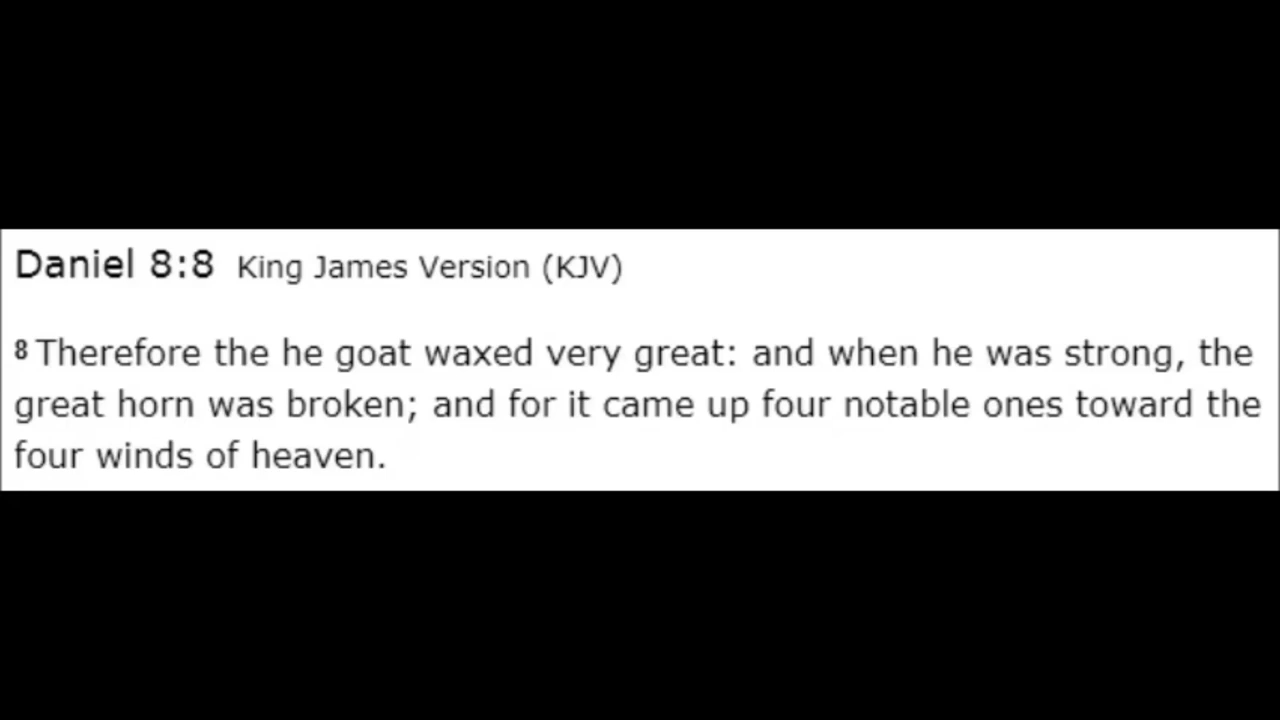 Daniel 8:8 King James Version (KJV)
8 Therefore the he goat waxed very great: and when he was strong, the
great horn was broken; and for it came up four notable ones toward the
four winds of heaven.